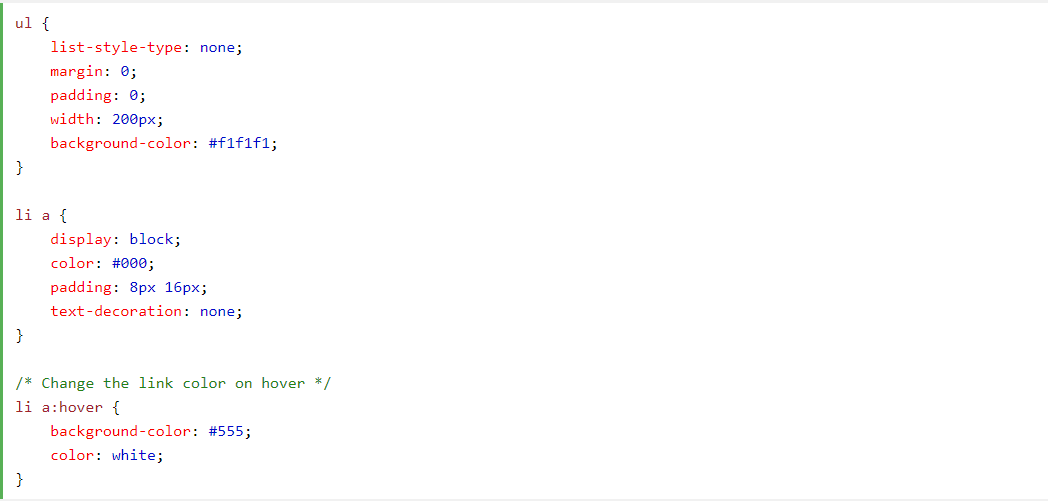 ul {
    list-style-type: none;
    margin: 0;
    padding: 0;
    width: 200px;
    background-color: #f1f1f1;
}

li a {
    display: block;
    color: #000;
    padding: 8px 16px;
    text-decoration: none;
}

/* Change the link color on hover */
li a:hover {
    background-color: #555;
    color: white;
}